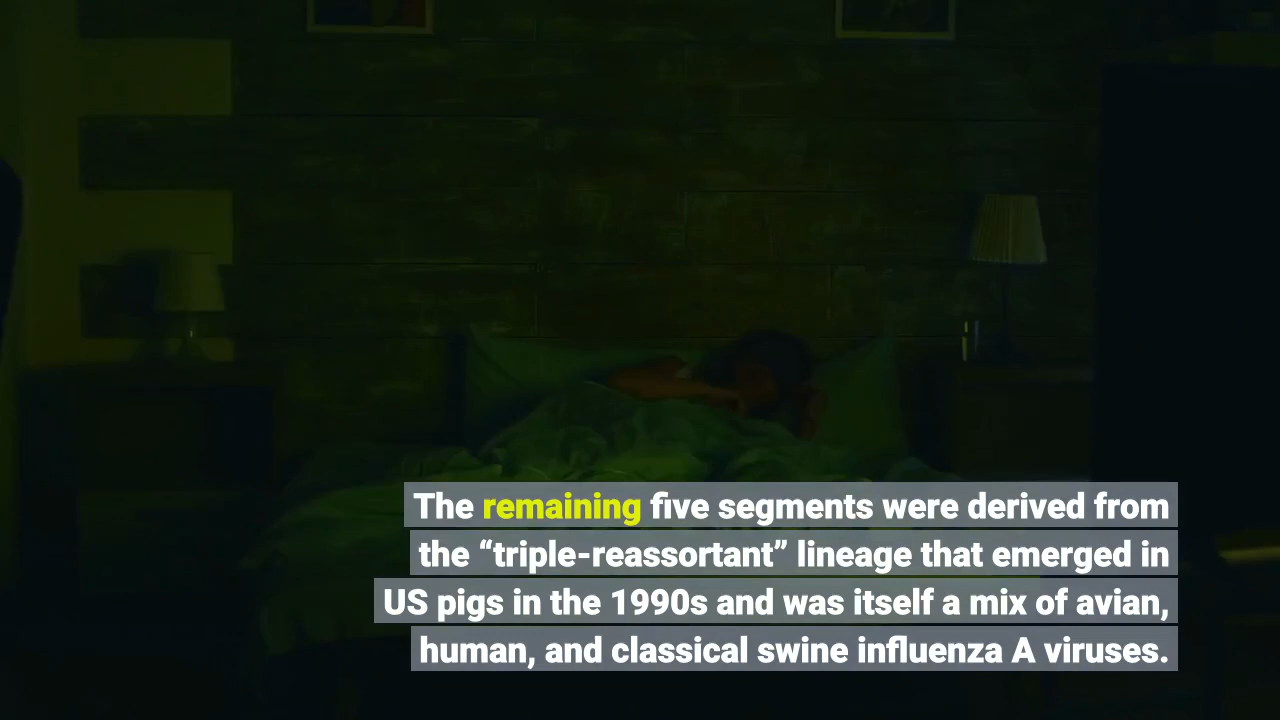 The remaining five segments were derived from
the “triple-reassortant” lineage that emerged in
US pigs in the 1990s and was itself a mix of avian,
human, and classical swine influenza A viruses.